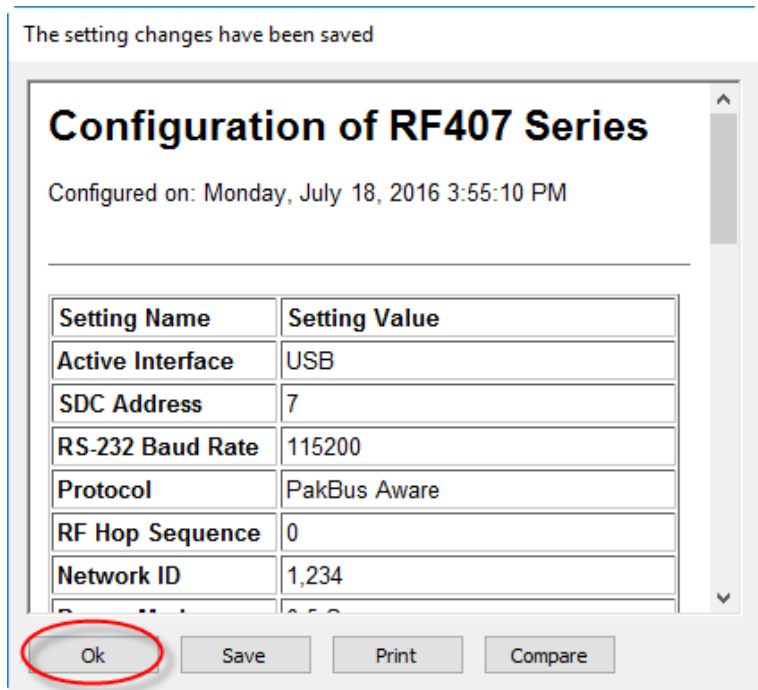 The setting changes have been saved
Configuration of RF407 Series
Configured on: Monday, July 18, 2016 3:55:10 PM
Setting Name Setting Value
Active Interface USB
SDC Address 7
RS-232 Baud Rate 115200
Protocol PakBus Aware
RF Hop Sequence 0
Network ID 1,234
Ok Save Print Compare